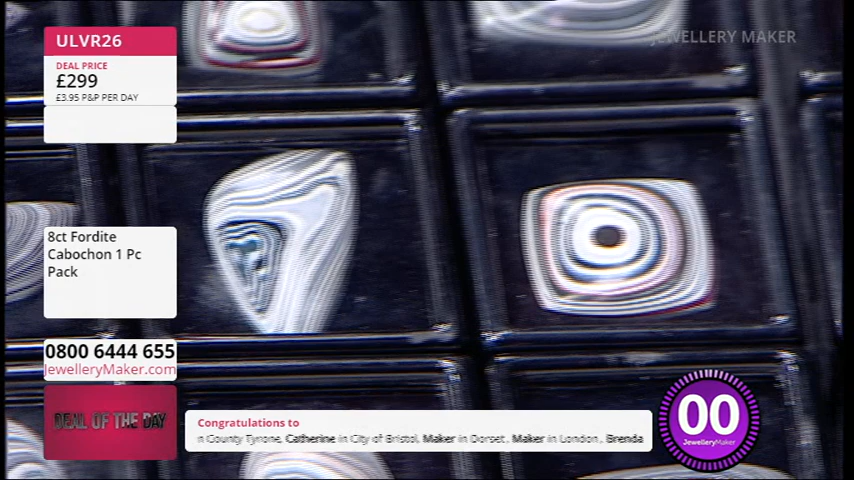 ULVR26
DEAL PRICE
£299
£3.95 P&P PER DAY
JEWELLERY MAKER
8ct Fordite
Cabochon 1 Pc
Pack
0800 6444 655
JewelleryMaker.com
DEAL OF THE DAY
Congratulations to
n County Tyrone, Catherine in City of Bristol, Maker in Dorset, Maker in London, Brenda
00
JewelleryMaker